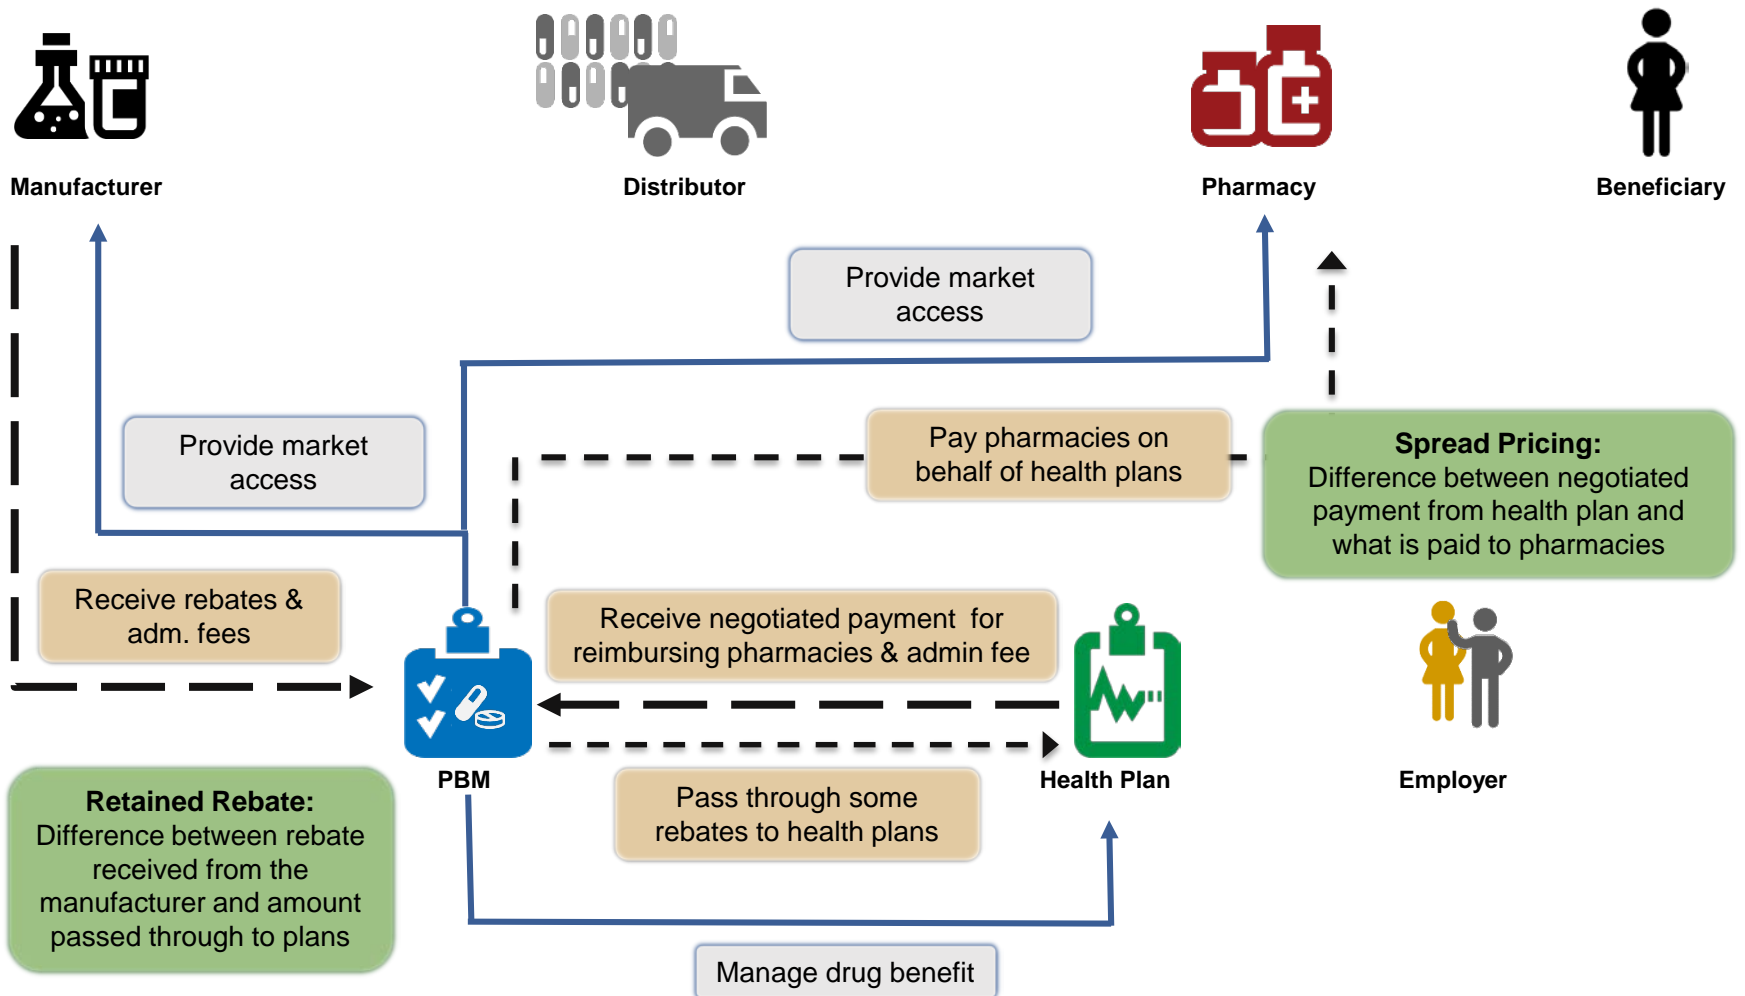 Manufacturer
Distributor
Pharmacy
Beneficiary
Provide market
access
Provide market
access
Pay pharmacies on
behalf of health plans
Spread Pricing:
Difference between negotiated
payment from health plan and
what is paid to pharmacies
Receive rebates &
adm. fees
Receive negotiated payment for
reimbursing pharmacies & admin fee
PBM
Health Plan
Employer
Retained Rebate:
Difference between rebate
received from the
manufacturer and amount
passed through to plans
Pass through some
rebates to health plans
Manage drug benefit